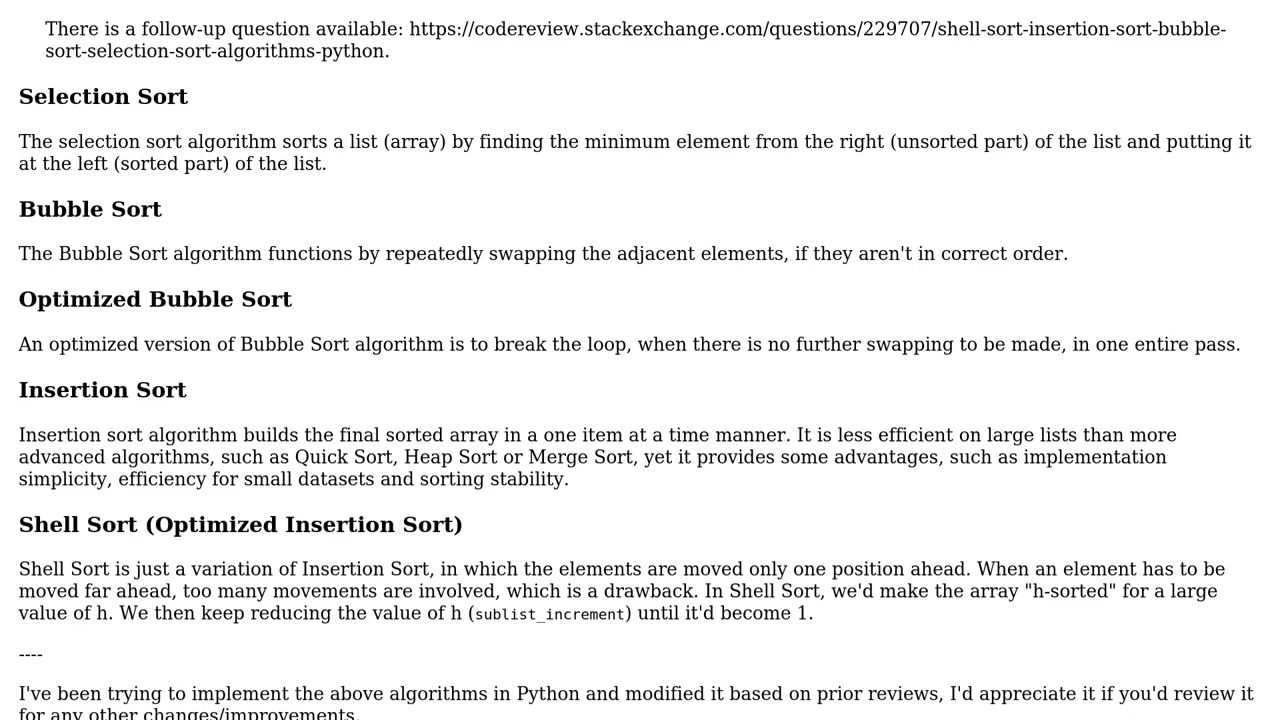 There is a follow-up question available: https://codereview.stackexchange.com/questions/229707/shell-sort-insertion-sort-bubble-
sort-selection-sort-algorithms-python.
Selection Sort
The selection sort algorithm sorts a list (array) by finding the minimum element from the right (unsorted part) of the list and putting it
at the left (sorted part) of the list.
Bubble Sort
The Bubble Sort algorithm functions by repeatedly swapping the adjacent elements, if they aren't in correct order.
Optimized Bubble Sort
An optimized version of Bubble Sort algorithm is to break the loop, when there is no further swapping to be made, in one entire pass.
Insertion Sort
Insertion sort algorithm builds the final sorted array in a one item at a time manner. It is less efficient on large lists than more
advanced algorithms, such as Quick Sort, Heap Sort or Merge Sort, yet it provides some advantages, such as implementation
simplicity, efficiency for small datasets and sorting stability.
Shell Sort (Optimized Insertion Sort)
Shell Sort is just a variation of Insertion Sort, in which the elements are moved only one position ahead. When an element has to be
moved far ahead, too many movements are involved, which is a drawback. In Shell Sort, we'd make the array "h-sorted" for a large
value of h. We then keep reducing the value of h (sublist_increment) until it'd become 1.
----
I've been trying to implement the above algorithms in Python and modified it based on prior reviews, I'd appreciate it if you'd review it
for any other changes/improvements.